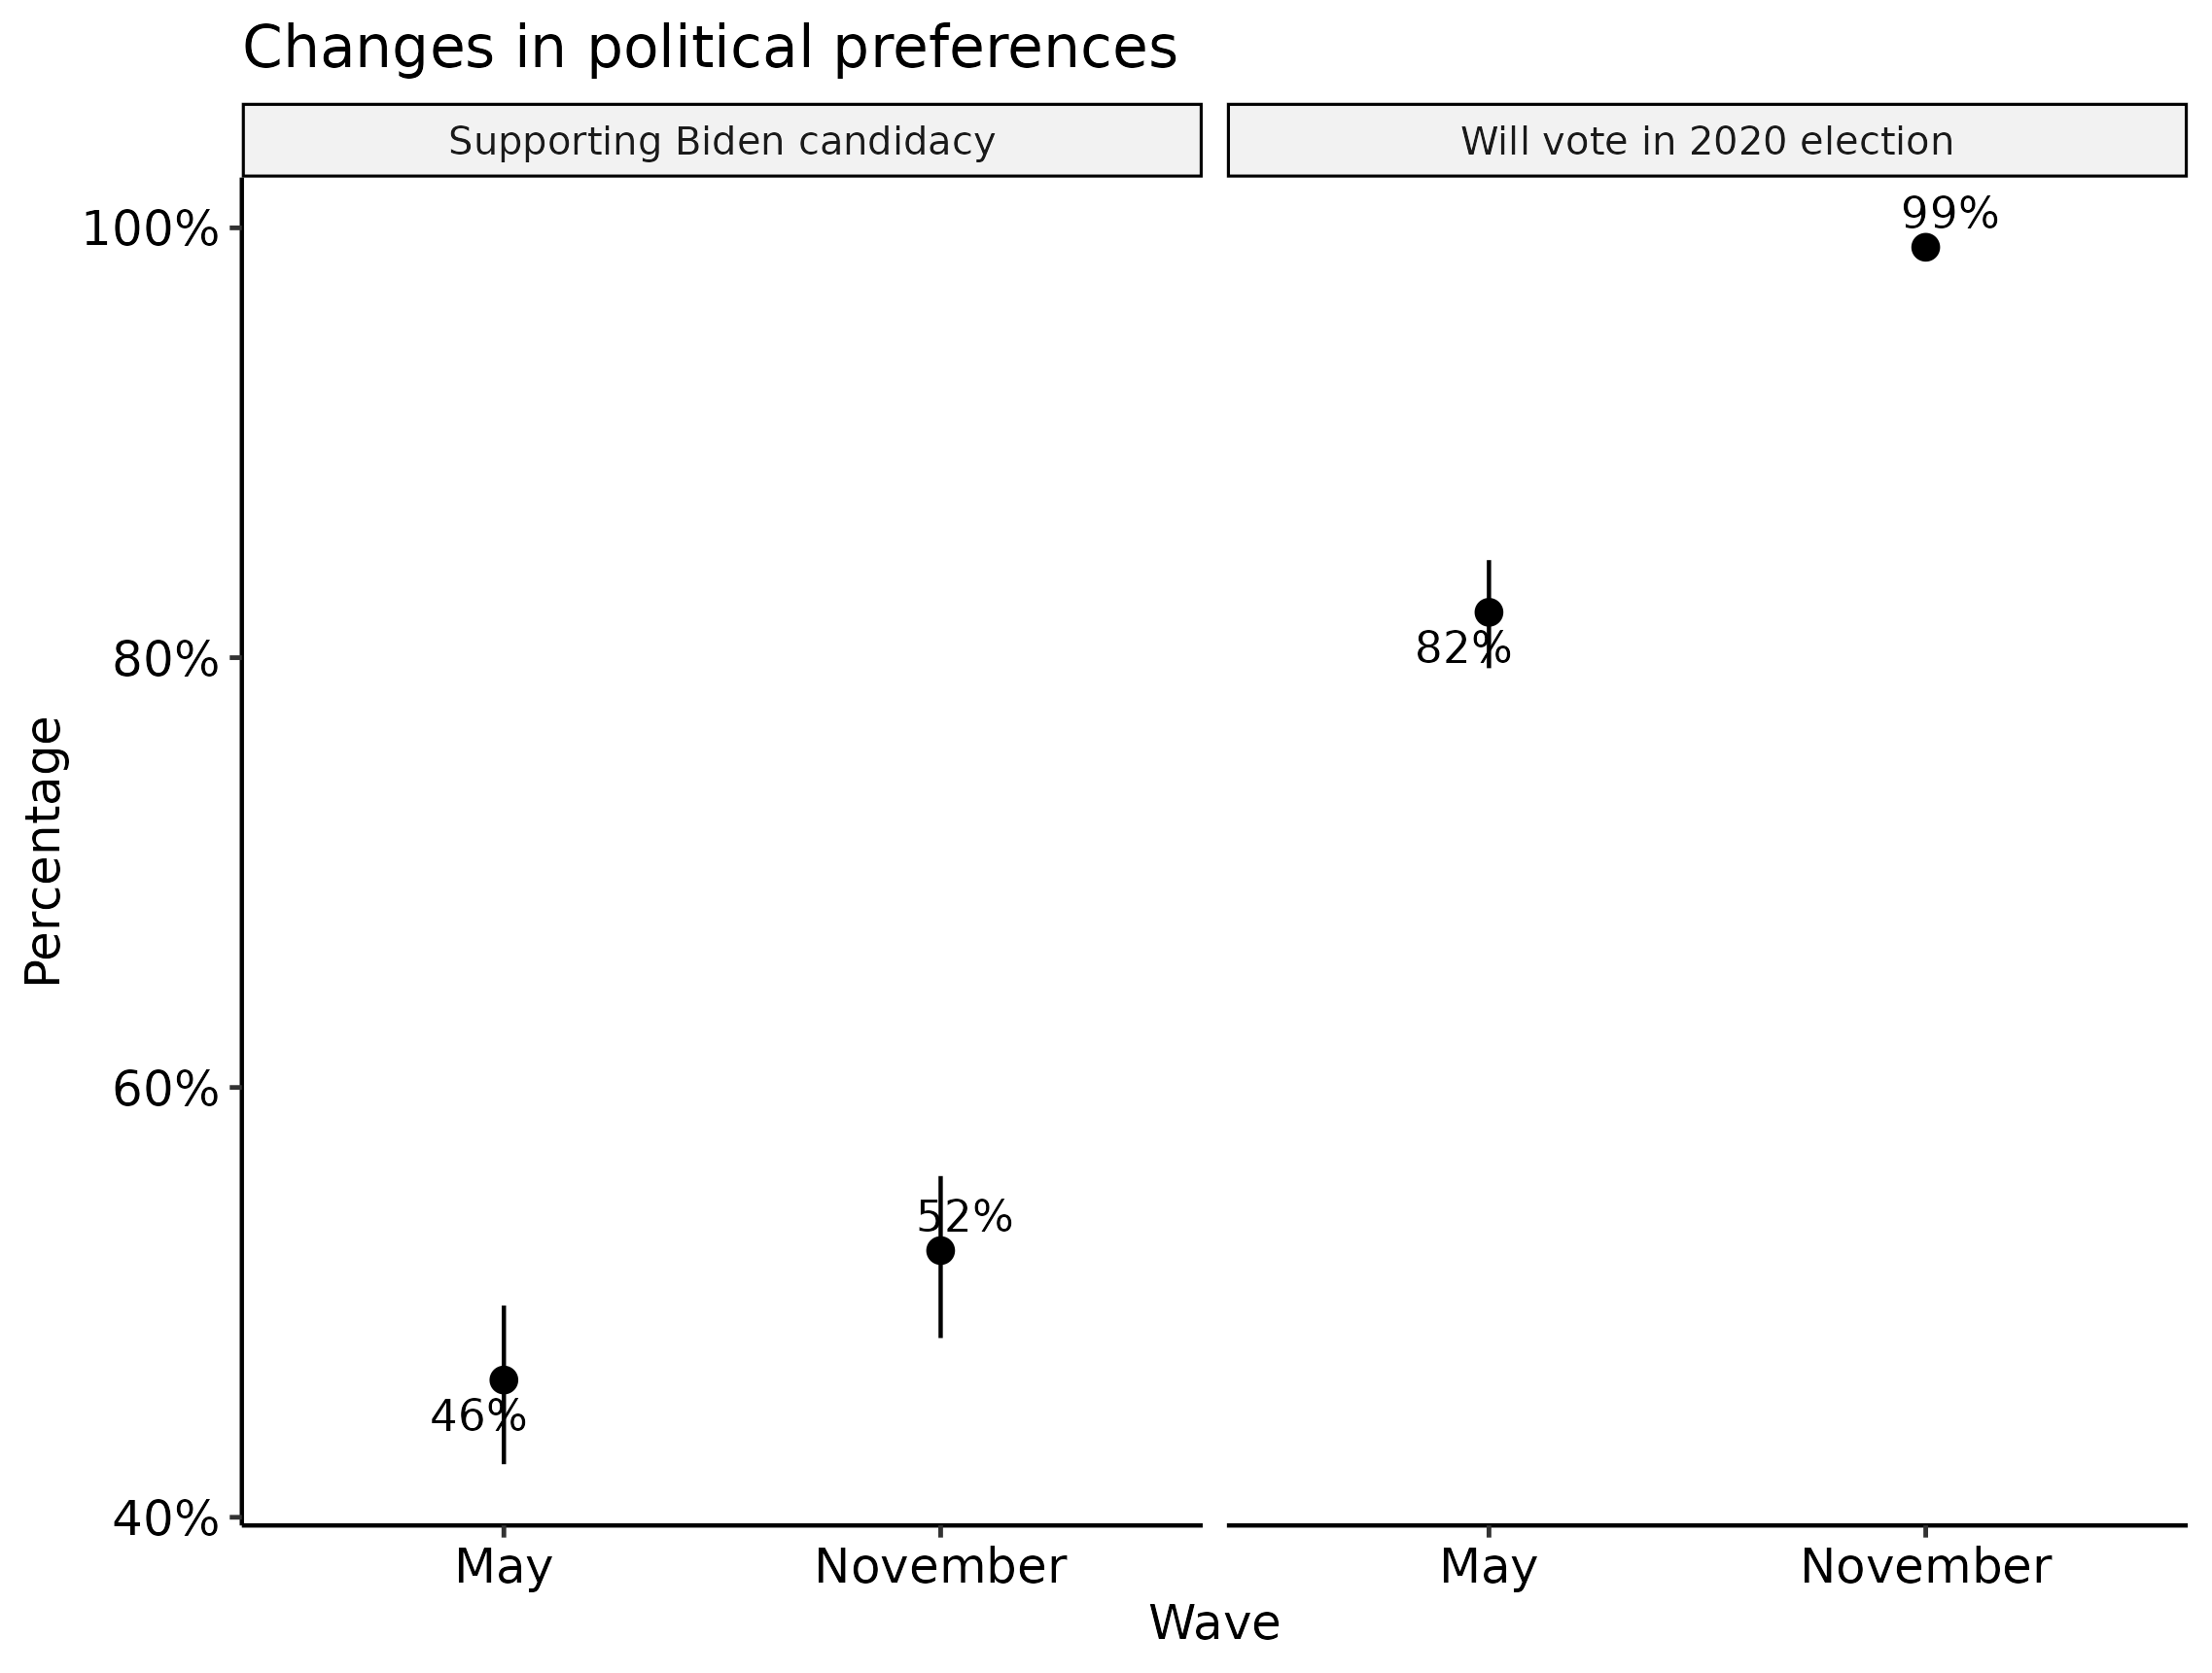 Changes in political preferences
Supporting Biden candidacy
Will vote in 2020 election
100%
80%
60%
40%
Percentage
46%
52%
82%
99%
May
November
May
November
Wave